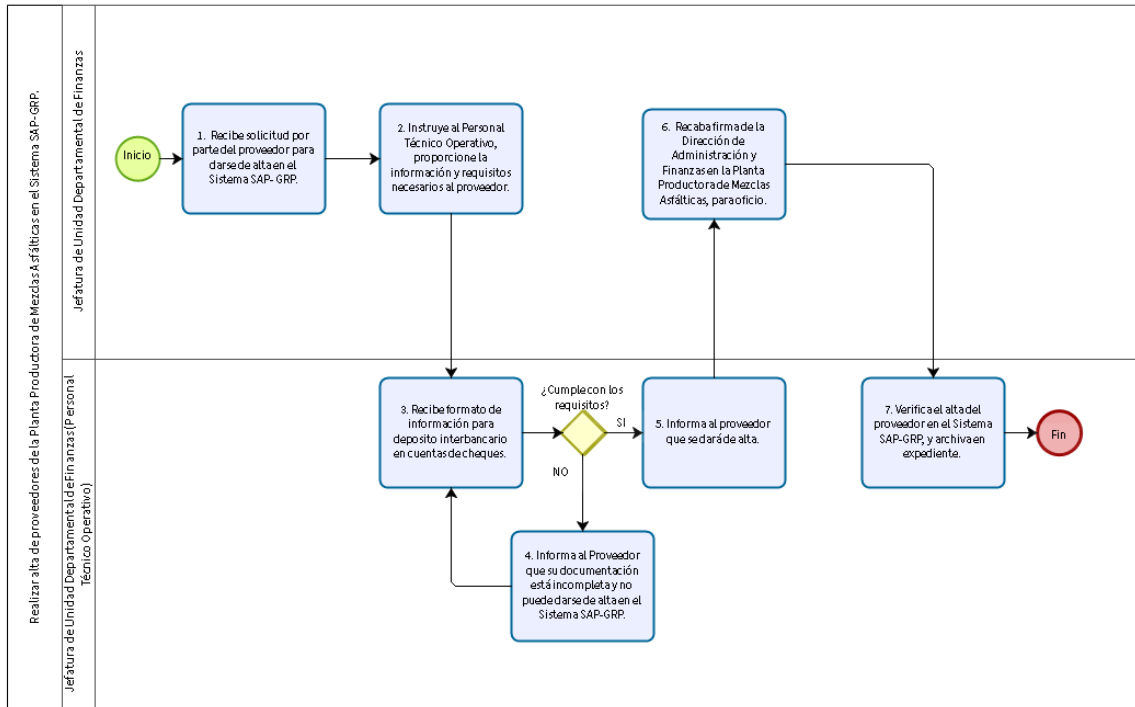 Realizar alta de proveedores de la Planta Productora de Mezclas Asfálticas en el Sistema SAP-GRP.
Jefatura de Unidad Departamental de Finanzas
Inicio
1. Recibe solicitud por
parte del proveedor para
darse de alta en el
Sistema SAP- GRP.
2. Instruye al Personal
Técnico Operativo,
proporcione la
información y requisitos
necesarios al proveedor.
6. Recaba firma de la
Dirección de
Administración y
Finanzas en la Planta
Productora de Mezclas
Asfálticas, para oficio.
Jefatura de Unidad Departamental de Finanzas (Personal
Técnico Operativo)
3. Recibe formato de
información para
deposito interbancario
en cuentas de cheques.
¿Cumple con los
requisitos?
SI
NO
5. Informa al proveedor
que se dará de alta.
7. Verifica el alta del
proveedor en el Sistema
SAP-GRP, y archiva en
expediente.
Fin
4. Informa al Proveedor
que su documentación
está incompleta y no
puede darse de alta en el
Sistema SAP-GRP.